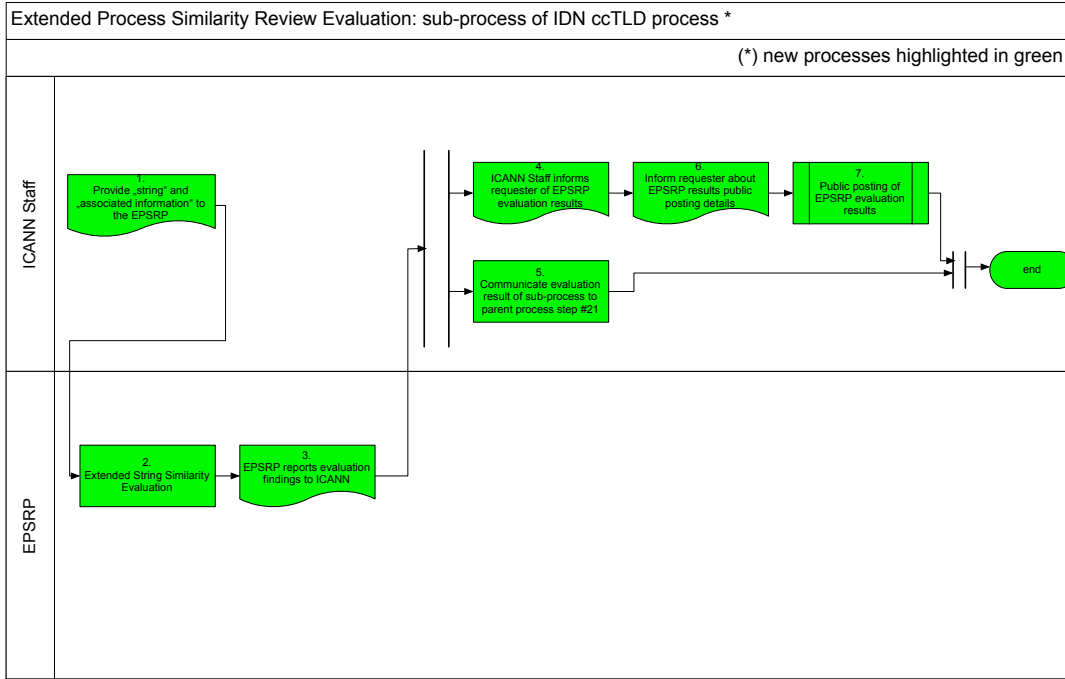 Extended Process Similarity Review Evaluation: sub-process of IDN ccTLD process *
(*) new processes highlighted in green
ICANN Staff
1.
Provide „string“ and
„associated information“ to
the EPSRP
4.
ICANN Staff informs
requester of EPSRP
evaluation results
6.
Inform requester about
EPSRP results public
posting details
7.
Public posting of
EPSRP evaluation
results
5.
Communicate evaluation
result of sub-process to
parent process step #21
end
EPSRP
2.
Extended String Similarity
Evaluation
3.
EPSRP reports evaluation
findings to ICANN